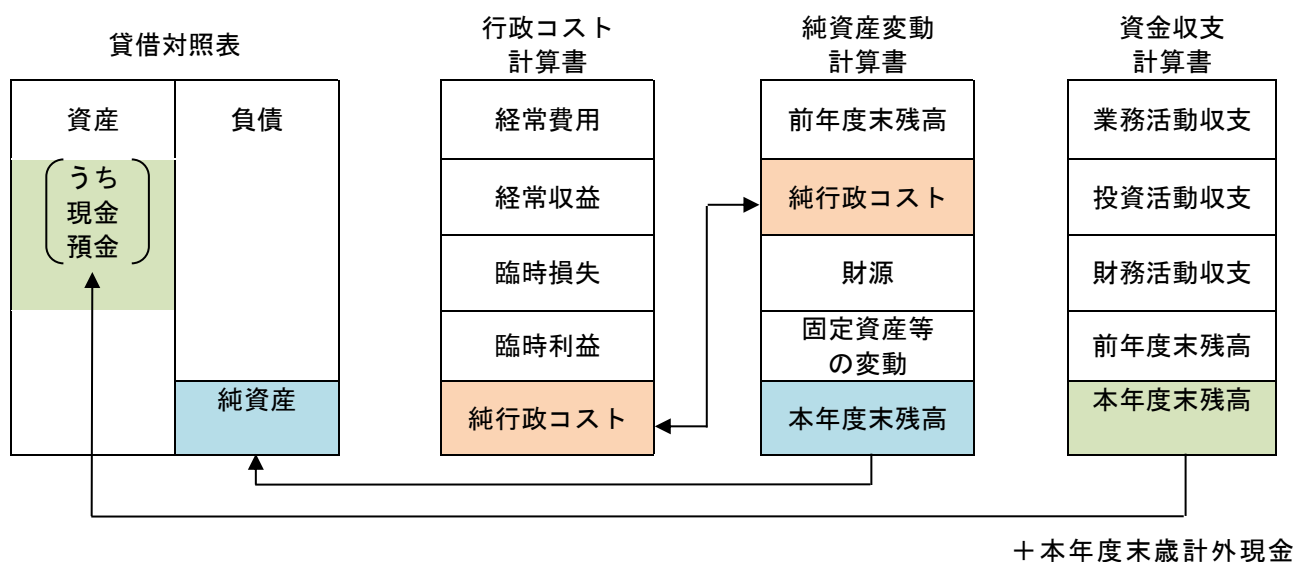 貸借対照表
資産
うち
現金
預金
負債
純資産
行政コスト
計算書
経常費用
経常収益
臨時損失
臨時利益
純行政コスト
純資産変動
計算書
前年度末残高
純行政コスト
財源
固定資産等
の変動
本年度末残高
資金収支
計算書
業務活動収支
投資活動収支
財務活動収支
前年度末残高
本年度末残高
＋本年度末歳計外現金